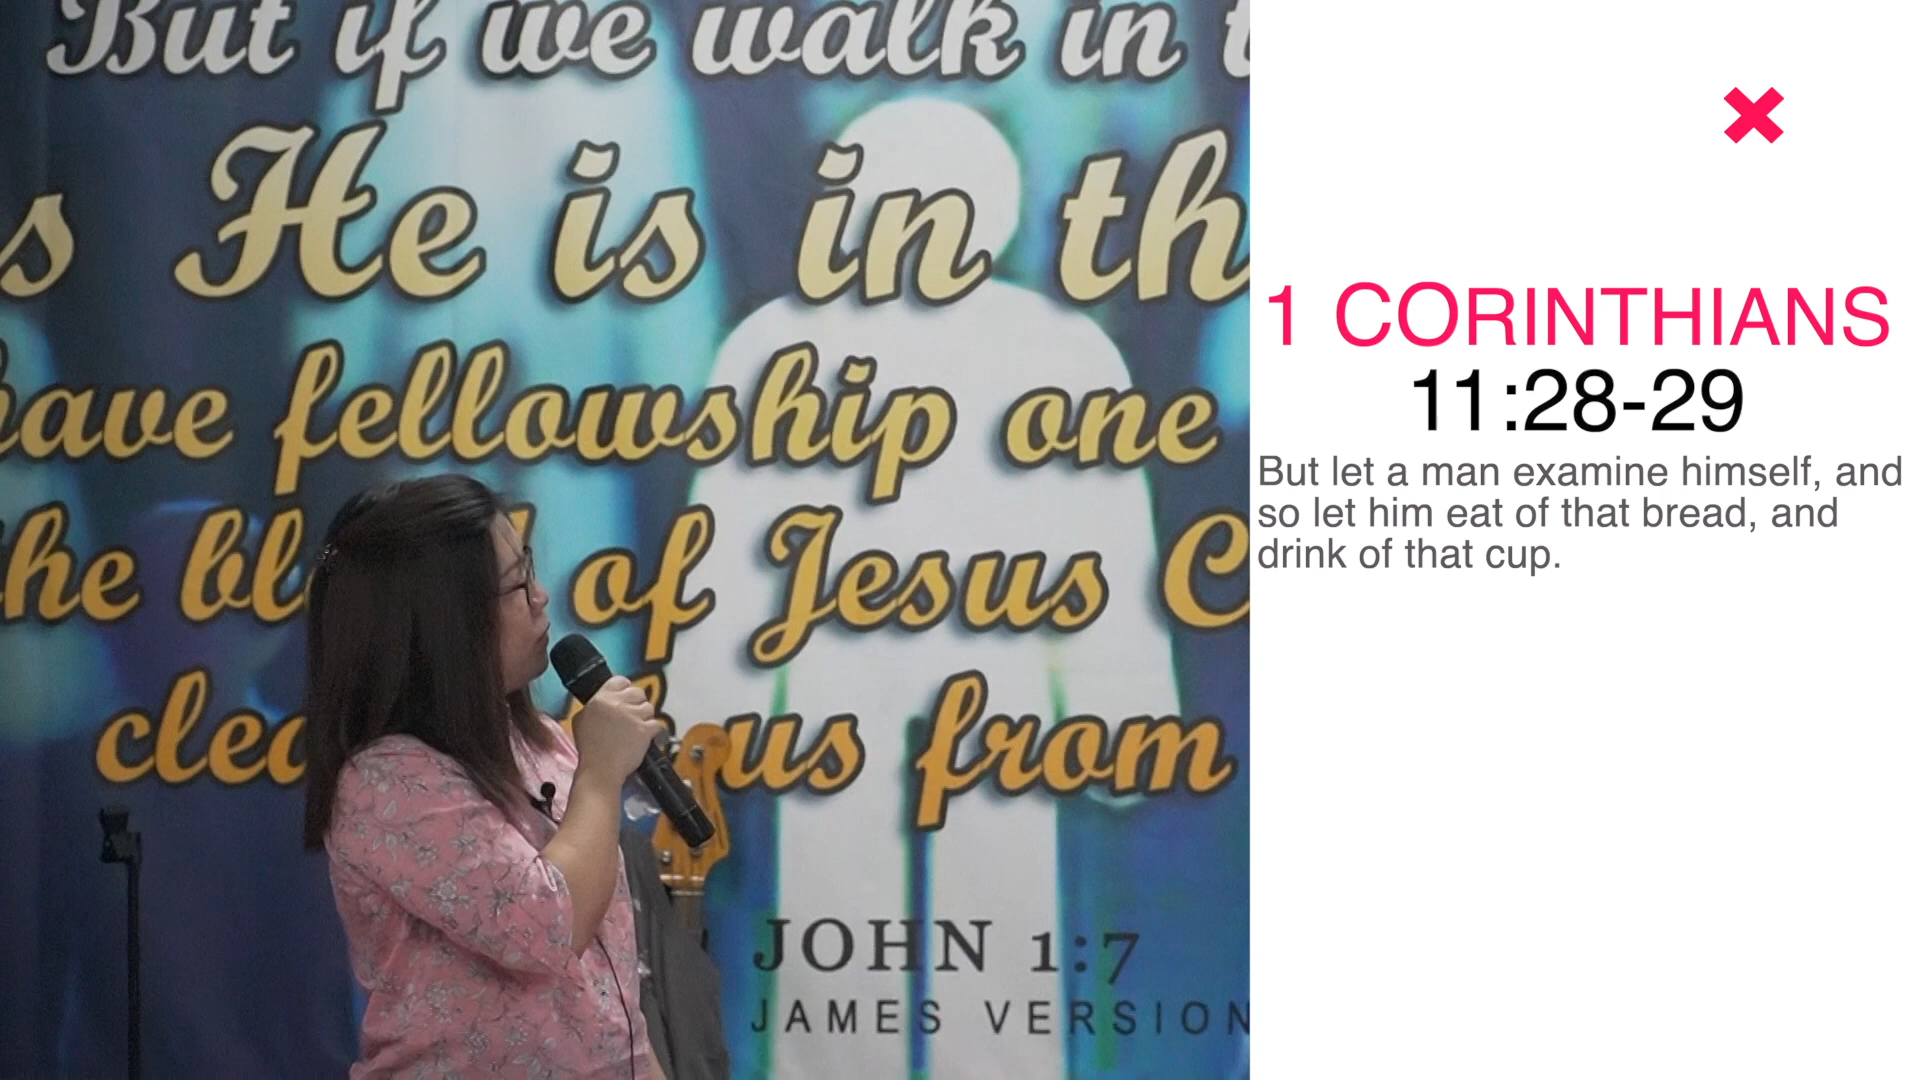 But if we walk in t
s He is in th
have fellowship one
he bl of Jesus C
clea us from
JOHN 1:7
JAMES VERSION
1 CORINTHIANS
11:28-29
But let a man examine himself, and
so let him eat of that bread, and
drink of that cup.